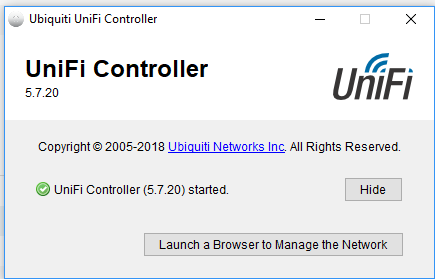 Ubiquiti UniFi Controller
UniFi Controller
5.7.20
UniFi
Copyright © 2005-2018 Ubiquiti Networks Inc. All Rights Reserved.
UniFi Controller (5.7.20) started.
Hide
Launch a Browser to Manage the Network